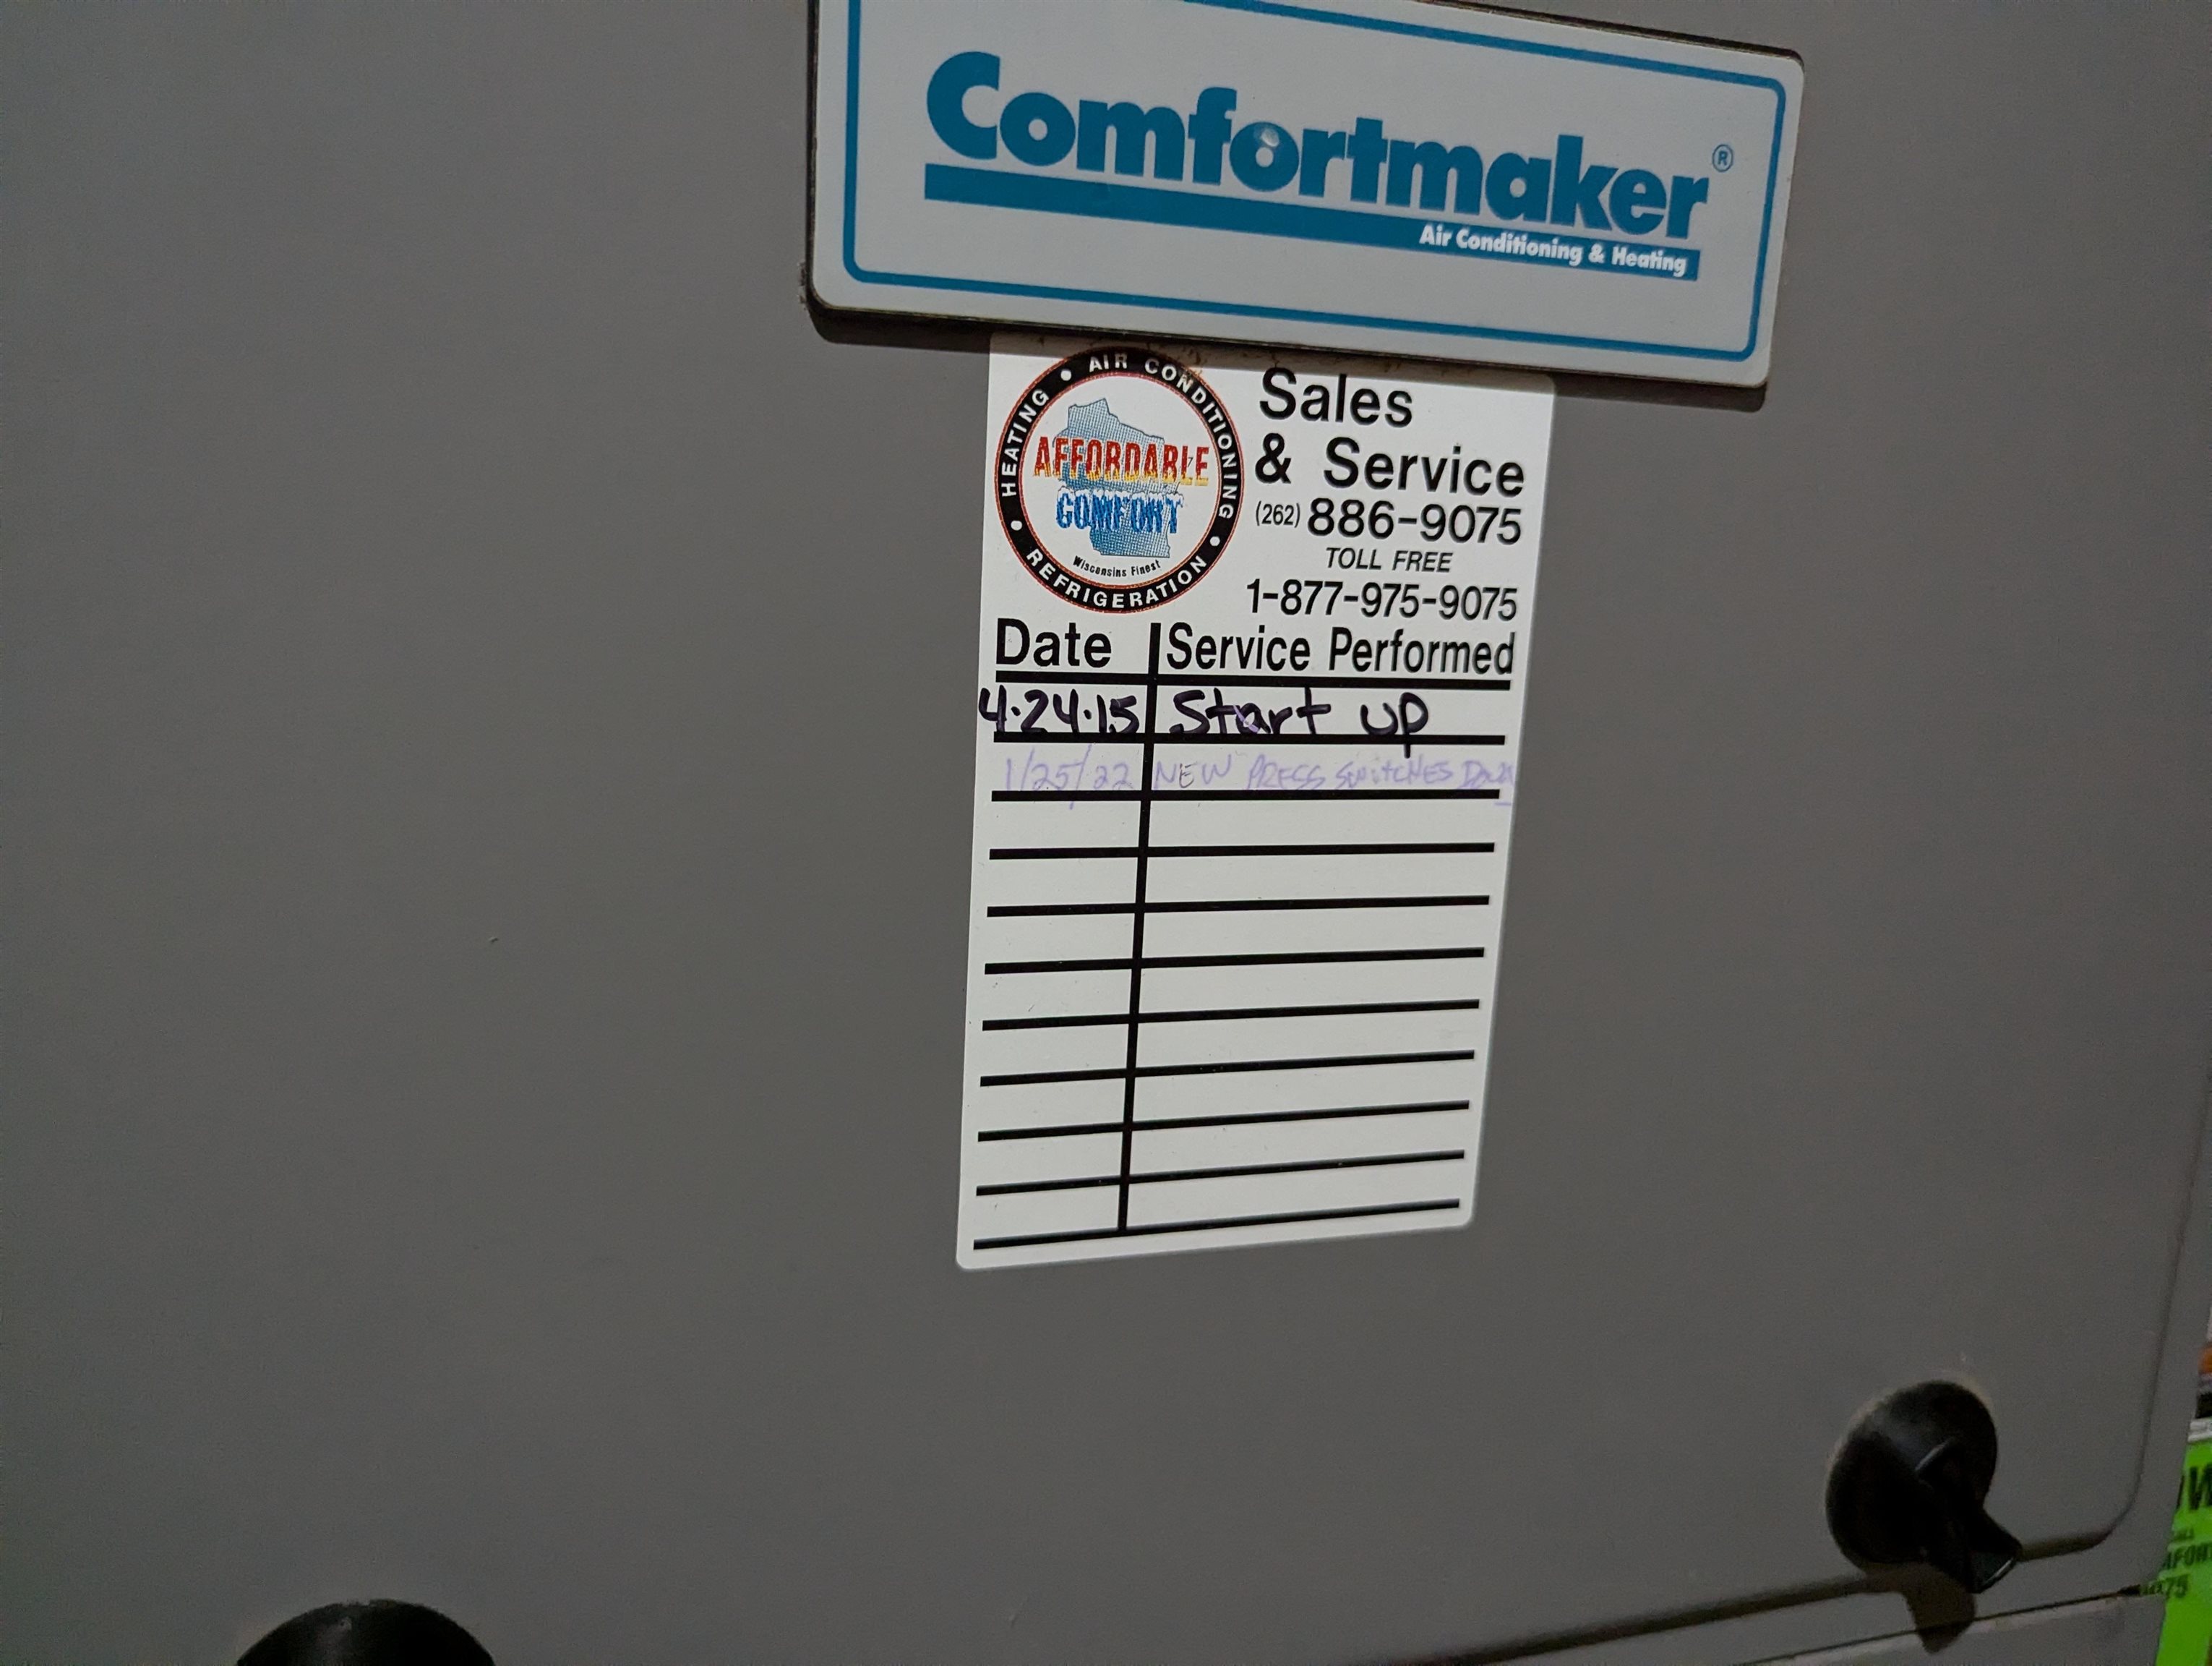 Comfortmaker®
Air Conditioning & Heating
HEATING • AIR CONDITIONING • REFRIGERATION •
AFFORDABLE
COMFORT
Wisconsins Finest
Sales
& Service
(262) 886-9075
TOLL FREE
1-877-975-9075
Date Service Performed
4·24·15 Start up
1/25/22 NEW PRESS SWITCHES
75